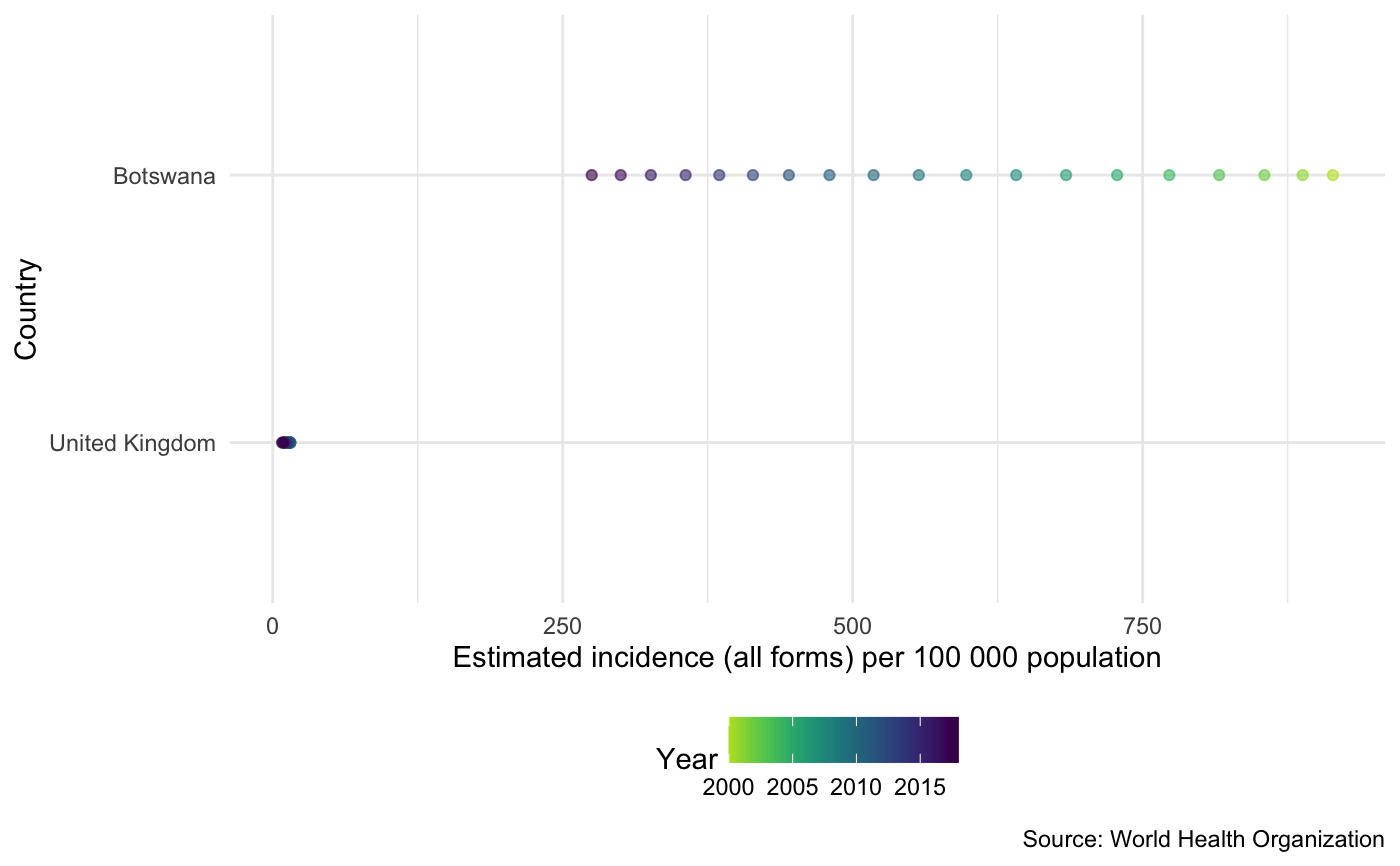 Country
Botswana
United Kingdom
0 250 500 750
Estimated incidence (all forms) per 100 000 population
Year
2000 2005 2010 2015
Source: World Health Organization